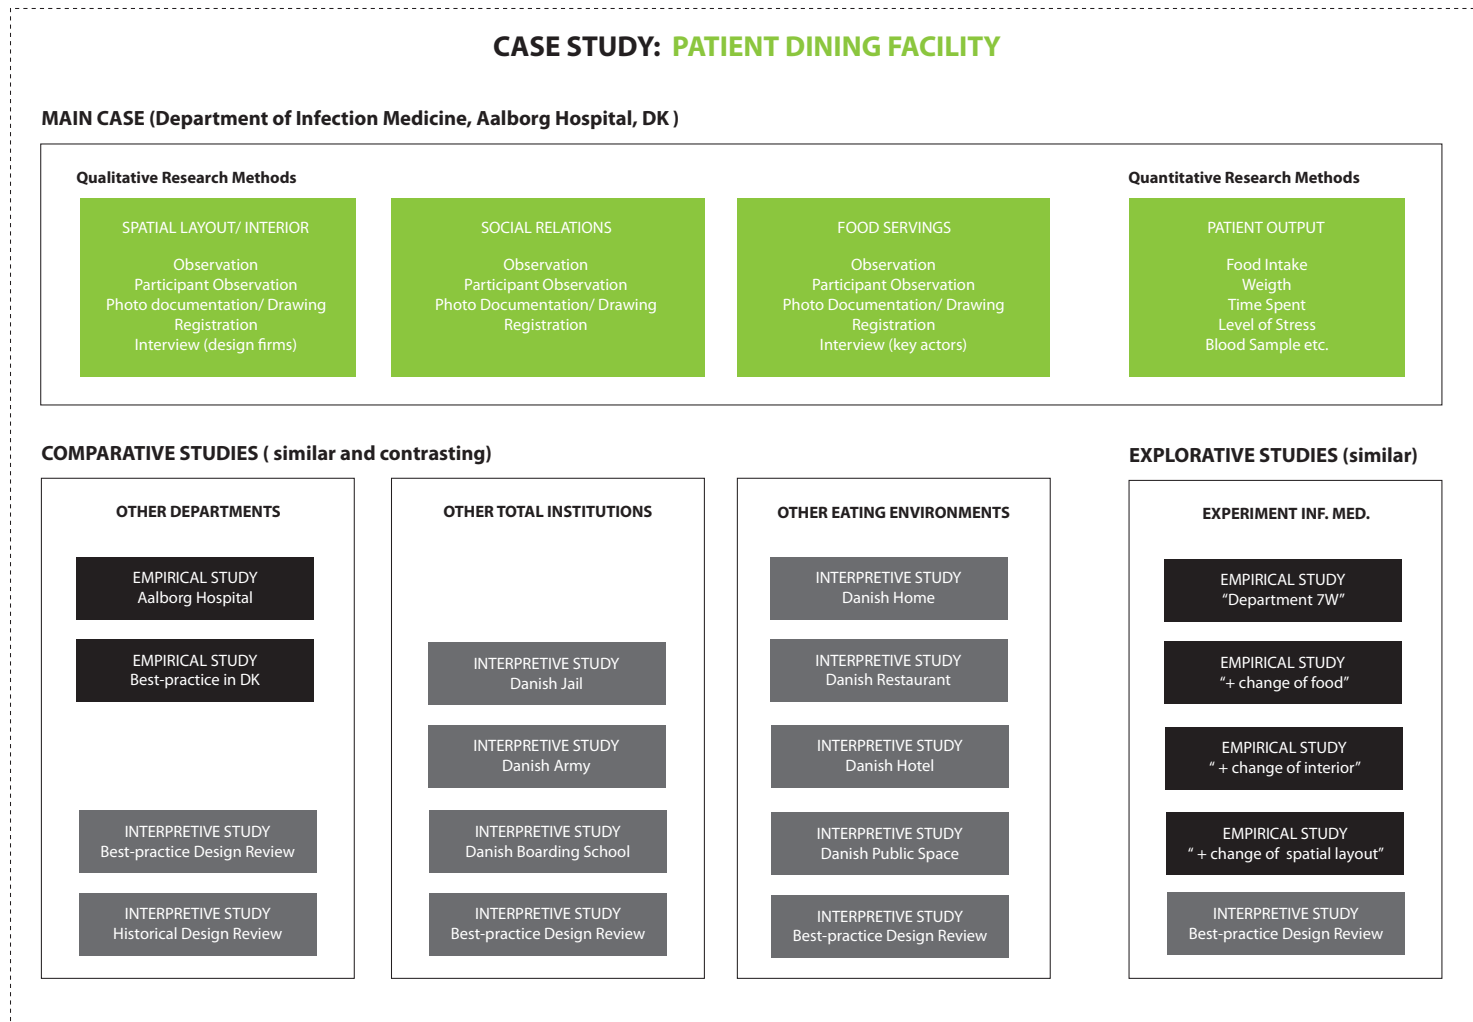 CASE STUDY: PATIENT DINING FACILITY
MAIN CASE (Department of Infection Medicine, Aalborg Hospital, DK )
Qualitative Research Methods
SPATIAL LAYOUT/ INTERIOR
Observation
Participant Observation
Photo documentation/ Drawing
Registration
Interview (design firms)
SOCIAL RELATIONS
Observation
Participant Observation
Photo Documentation/ Drawing
Registration
FOOD SERVINGS
Observation
Participant Observation
Photo Documentation/ Drawing
Registration
Interview (key actors)
Quantitative Research Methods
PATIENT OUTPUT
Food Intake
Weigth
Time Spent
Level of Stress
Blood Sample etc.
COMPARATIVE STUDIES ( similar and contrasting)
OTHER DEPARTMENTS
EMPIRICAL STUDY
Aalborg Hospital
EMPIRICAL STUDY
Best-practice in DK
INTERPRETIVE STUDY
Best-practice Design Review
INTERPRETIVE STUDY
Historical Design Review
OTHER TOTAL INSTITUTIONS
INTERPRETIVE STUDY
Danish Jail
INTERPRETIVE STUDY
Danish Army
INTERPRETIVE STUDY
Danish Boarding School
INTERPRETIVE STUDY
Best-practice Design Review
OTHER EATING ENVIRONMENTS
INTERPRETIVE STUDY
Danish Home
INTERPRETIVE STUDY
Danish Restaurant
INTERPRETIVE STUDY
Danish Hotel
INTERPRETIVE STUDY
Danish Public Space
INTERPRETIVE STUDY
Best-practice Design Review
EXPLORATIVE STUDIES (similar)
EXPERIMENT INF. MED.
EMPIRICAL STUDY
“Department 7W”
EMPIRICAL STUDY
“+ change of food”
EMPIRICAL STUDY
“ + change of interior”
EMPIRICAL STUDY
“ + change of  spatial layout”
INTERPRETIVE STUDY
Best-practice Design Review